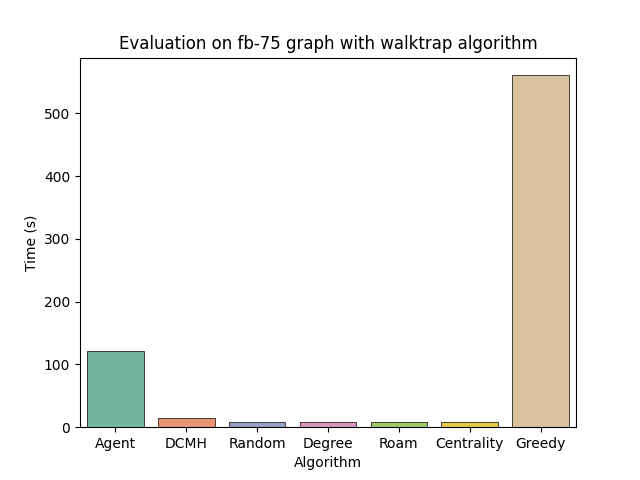 Evaluation on fb-75 graph with walktrap algorithm
Time (s)
500
400
300
200
100
0
Agent DCMH Random Degree Roam Centrality Greedy
Algorithm